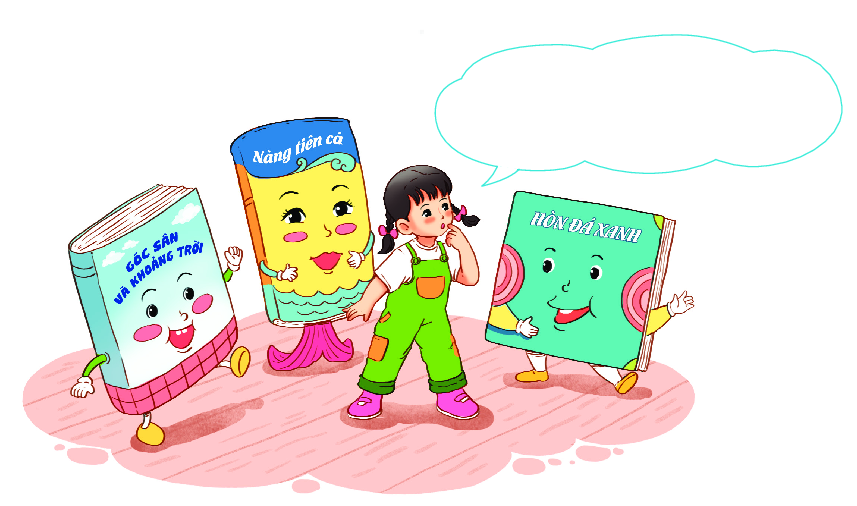 GÓC SÂN
VÀ KHOẢNG TRỜI
Nàng tiên cá
HÒN ĐÁ XANH